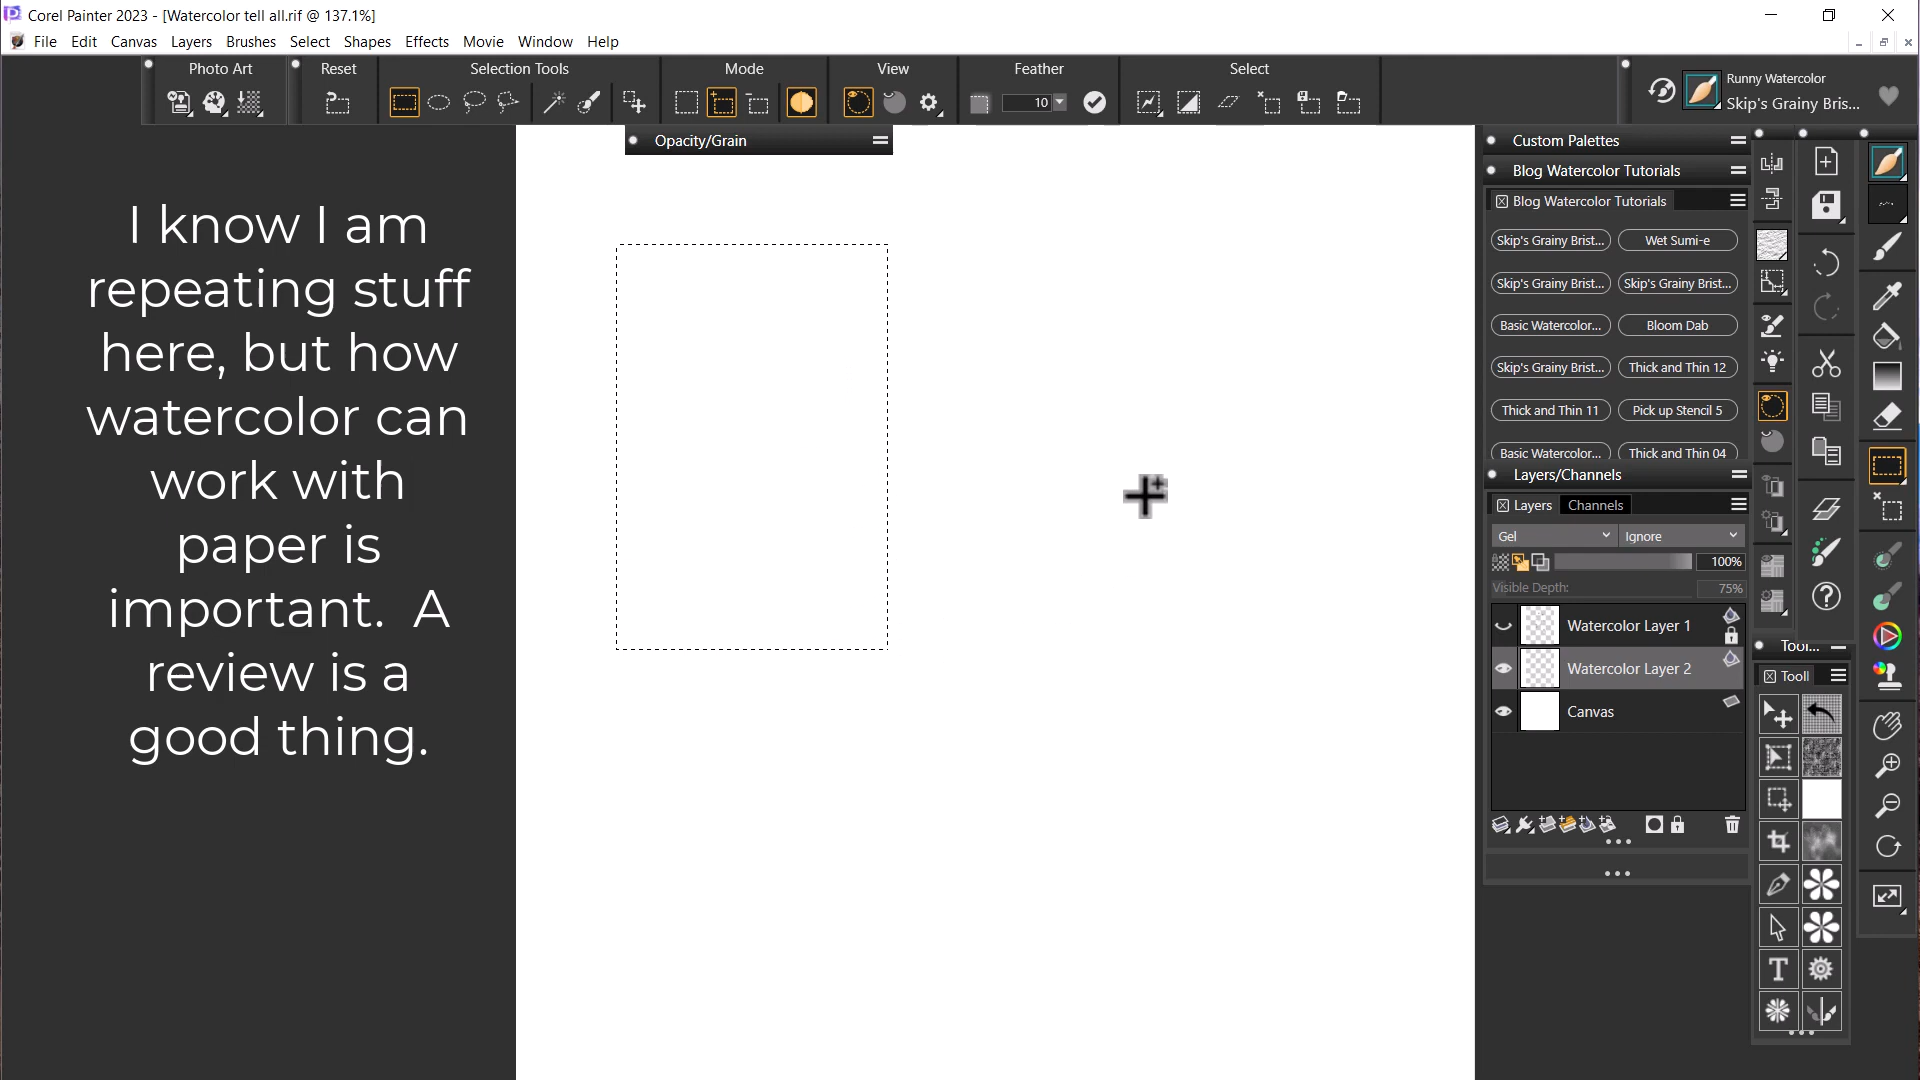 Corel Painter 2023 - [Watercolor tell all.rif @ 137.1%]
File Edit Canvas Layers Brushes Select Shapes Effects Movie Window Help
Photo Art Reset Selection Tools Mode View Feather Select
10
Runny Watercolor
Skip's Grainy Bris...
Opacity/Grain
I know I am
repeating stuff
here, but how
watercolor can
work with
paper is
important. A
review is a
good thing.
Custom Palettes
Blog Watercolor Tutorials
Blog Watercolor Tutorials
Skip's Grainy Brist... Wet Sumi-e
Skip's Grainy Brist... Skip's Grainy Brist...
Basic Watercolor... Bloom Dab
Skip's Grainy Brist... Thick and Thin 12
Thick and Thin 11 Pick up Stencil 5
Basic Watercolor... Thick and Thin 04
Layers/Channels
Layers Channels
Gel Ignore
100%
Visible Depth: 75%
Watercolor Layer 1
Watercolor Layer 2
Canvas
Tool...
Tooll